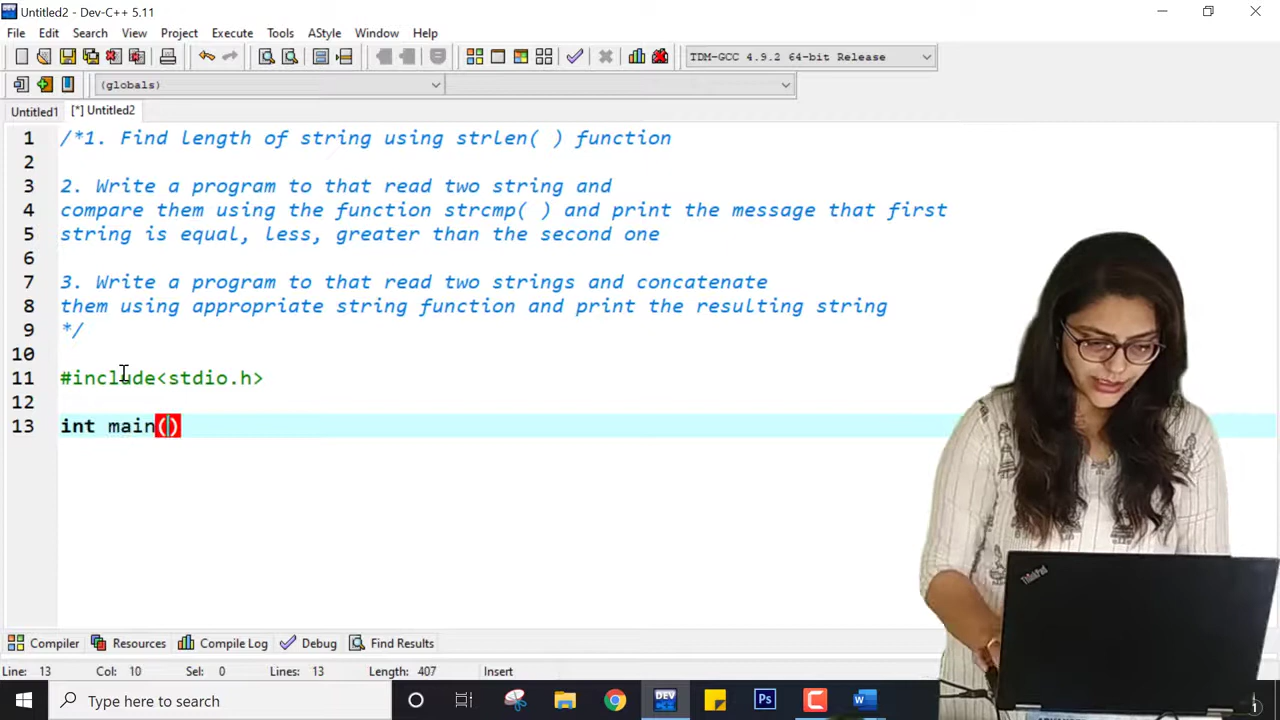 Untitled2 - Dev-C++ 5.11
File Edit Search View Project Execute Tools AStyle Window Help
TDM-GCC 4.9.2 64-bit Release
(globals)
Untitled1 [*] Untitled2
1 /*1. Find length of string using strlen( ) function
2
3 2. Write a program to that read two string and
4 compare them using the function strcmp( ) and print the message that first
5 string is equal, less, greater than the second one
6
7 3. Write a program to that read two strings and concatenate
8 them using appropriate string function and print the resulting string
9 */
10
11 #include<stdio.h>
12
13 int main()
ThinkPad
Compiler Resources Compile Log Debug Find Results
Line: 13 Col: 10 Sel: 0 Lines: 13 Length: 407 Insert
Type here to search DEV Ps W 1